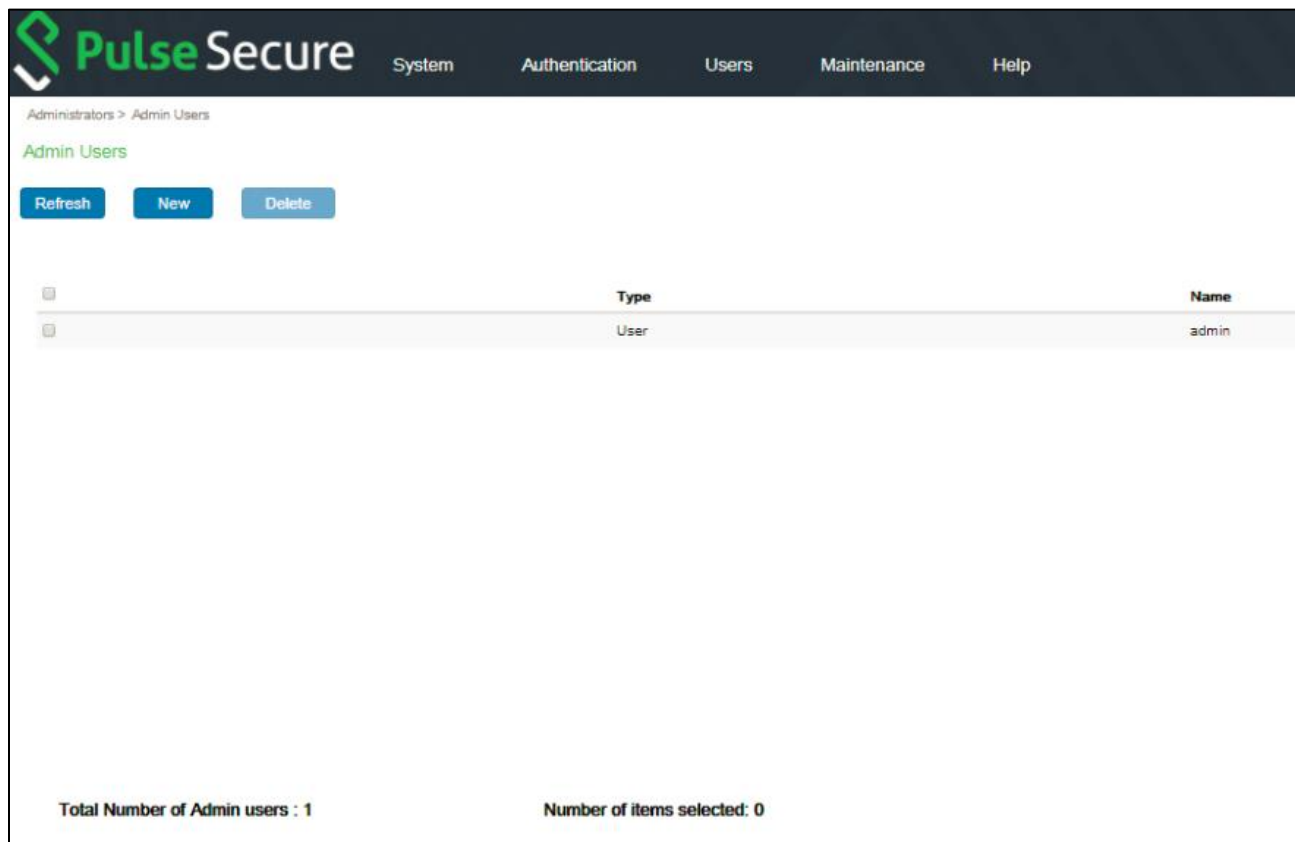 Pulse Secure System Authentication Users Maintenance Help
Administrators > Admin Users
Admin Users
Refresh New Delete
Type Name
User admin
Total Number of Admin users : 1 Number of items selected: 0